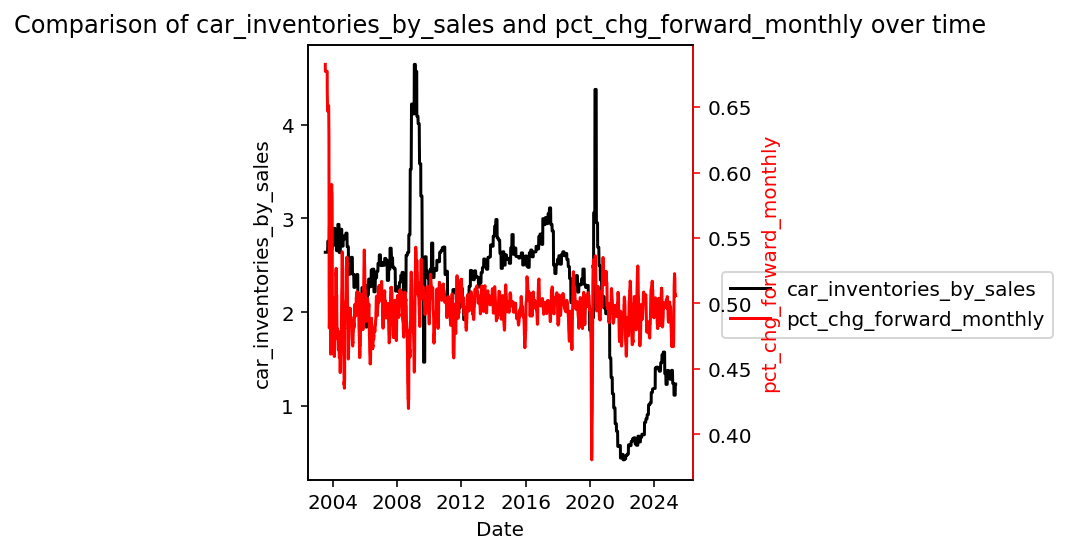 Comparison of car_inventories_by_sales and pct_chg_forward_monthly over time
car_inventories_by_sales
4
3
2
1
0.65
0.60
0.55
0.50
0.45
0.40
pct_chg_forward_monthly
car_inventories_by_sales
pct_chg_forward_monthly
2004 2008 2012 2016 2020 2024
Date